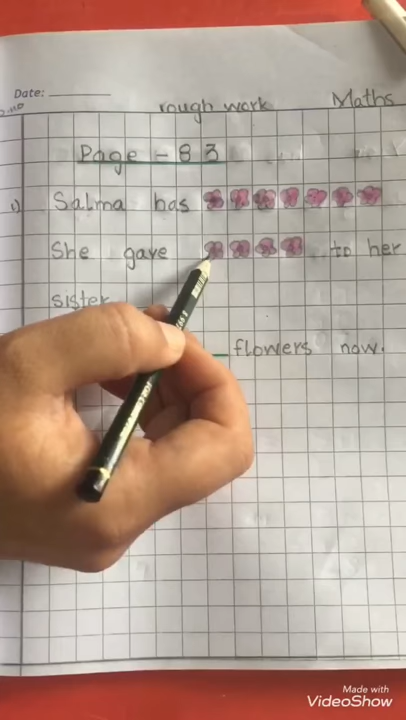 Date:
rough work Maths
Page - 83
1) Salma has
She gave to her
sister
flowers now.
Made with
VideoShow